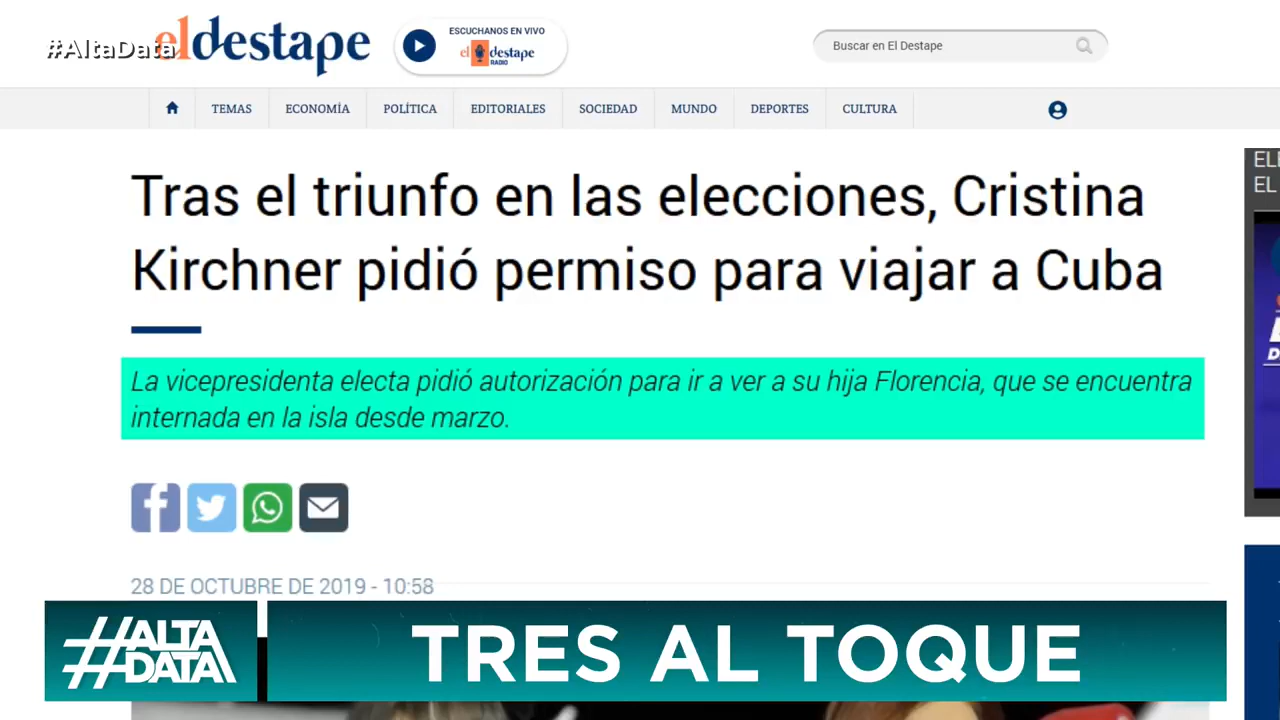 #AltaData
el destape
ESCUCHANOS EN VIVO
el destape
RADIO
Buscar en El Destape
TEMAS
ECONOMÍA
POLÍTICA
EDITORIALES
SOCIEDAD
MUNDO
DEPORTES
CULTURA
Tras el triunfo en las elecciones, Cristina
Kirchner pidió permiso para viajar a Cuba
La vicepresidenta electa pidió autorización para ir a ver a su hija Florencia, que se encuentra
internada en la isla desde marzo.
28 DE OCTUBRE DE 2019 - 10:58
EL
#ALTA
DATA
TRES AL TOQUE